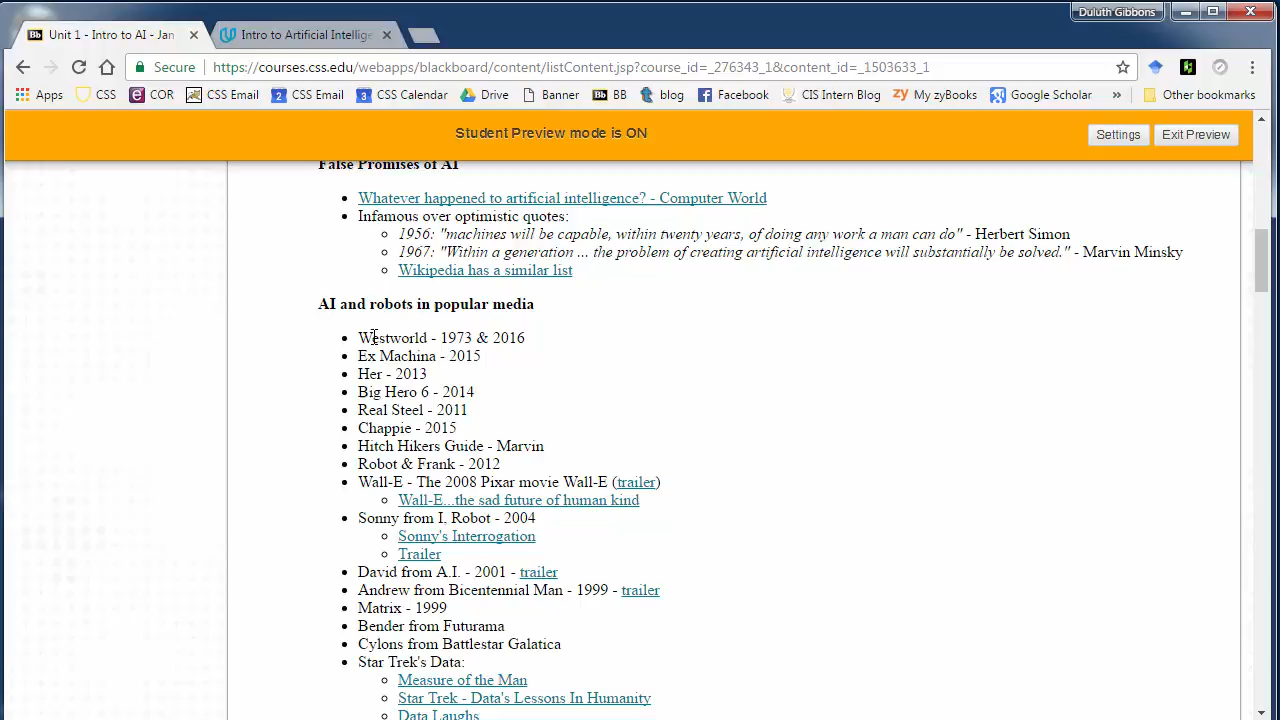 Duluth Gibbons
Unit 1 - Intro to AI - Jan
Intro to Artificial Intellige
Secure
https://courses.css.edu/webapps/blackboard/content/listContent.jsp?course_id=_276333_1&content_id=_1503633_1
Apps CSS COR CSS Email CSS Email CSS Calendar Drive Banner BB blog Facebook CIS Intern Blog My zyBooks Google Scholar » Other bookmarks
Student Preview mode is ON
Settings
Exit Preview
False Promises of AI
• Whatever happened to artificial intelligence? - Computer World
• Infamous over optimistic quotes:
1956: "machines will be capable, within twenty years, of doing any work a man can do" - Herbert Simon
1967: "Within a generation ... the problem of creating artificial intelligence will substantially be solved." - Marvin Minsky
Wikipedia has a similar list
AI and robots in popular media
• Westworld - 1973 & 2016
• Ex Machina - 2015
• Her - 2013
• Big Hero 6 - 2014
• Real Steel - 2011
• Chappie - 2015
• Hitch Hikers Guide - Marvin
• Robot & Frank - 2012
• Wall-E - The 2008 Pixar movie Wall-E (trailer)
Wall-E...the sad future of human kind
• Sonny from I, Robot - 2004
Sonny's Interrogation
Trailer
• David from A.I. - 2001 - trailer
• Andrew from Bicentennial Man - 1999 - trailer
• Matrix - 1999
• Bender from Futurama
• Cylons from Battlestar Galatica
• Star Trek's Data:
Measure of the Man
Star Trek - Data's Lessons In Humanity
Data Laughs